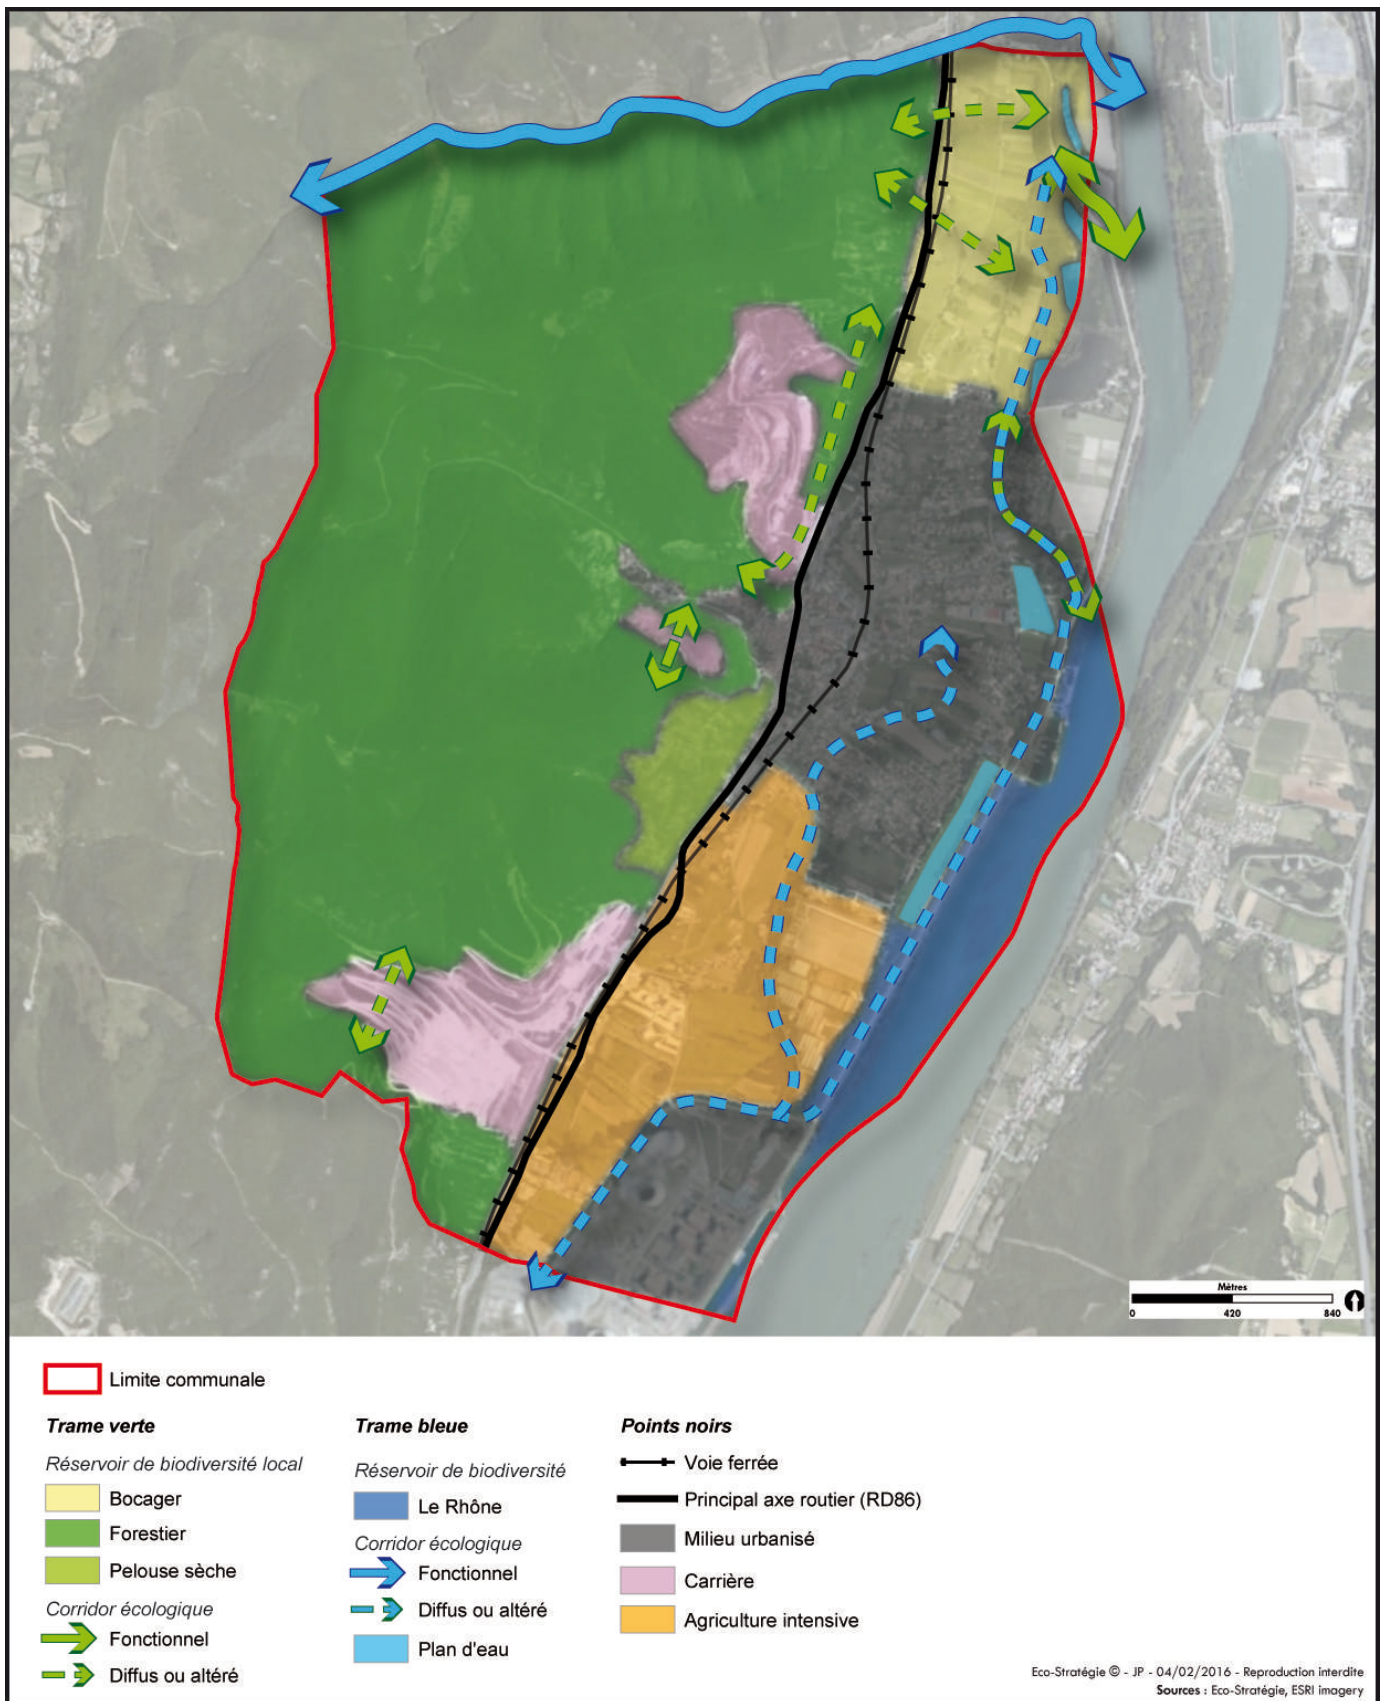 Mètres
0 420 840
Limite communale
Trame verte
Réservoir de biodiversité local
Bocager
Forestier
Pelouse sèche
Corridor écologique
Fonctionnel
Diffus ou altéré
Trame bleue
Réservoir de biodiversité
Le Rhône
Corridor écologique
Fonctionnel
Diffus ou altéré
Plan d'eau
Points noirs
Voie ferrée
Principal axe routier (RD86)
Milieu urbanisé
Carrière
Agriculture intensive
Eco-Stratégie © - JP - 04/02/2016 - Reproduction interdite
Sources : Eco-Stratégie, ESRI imagery